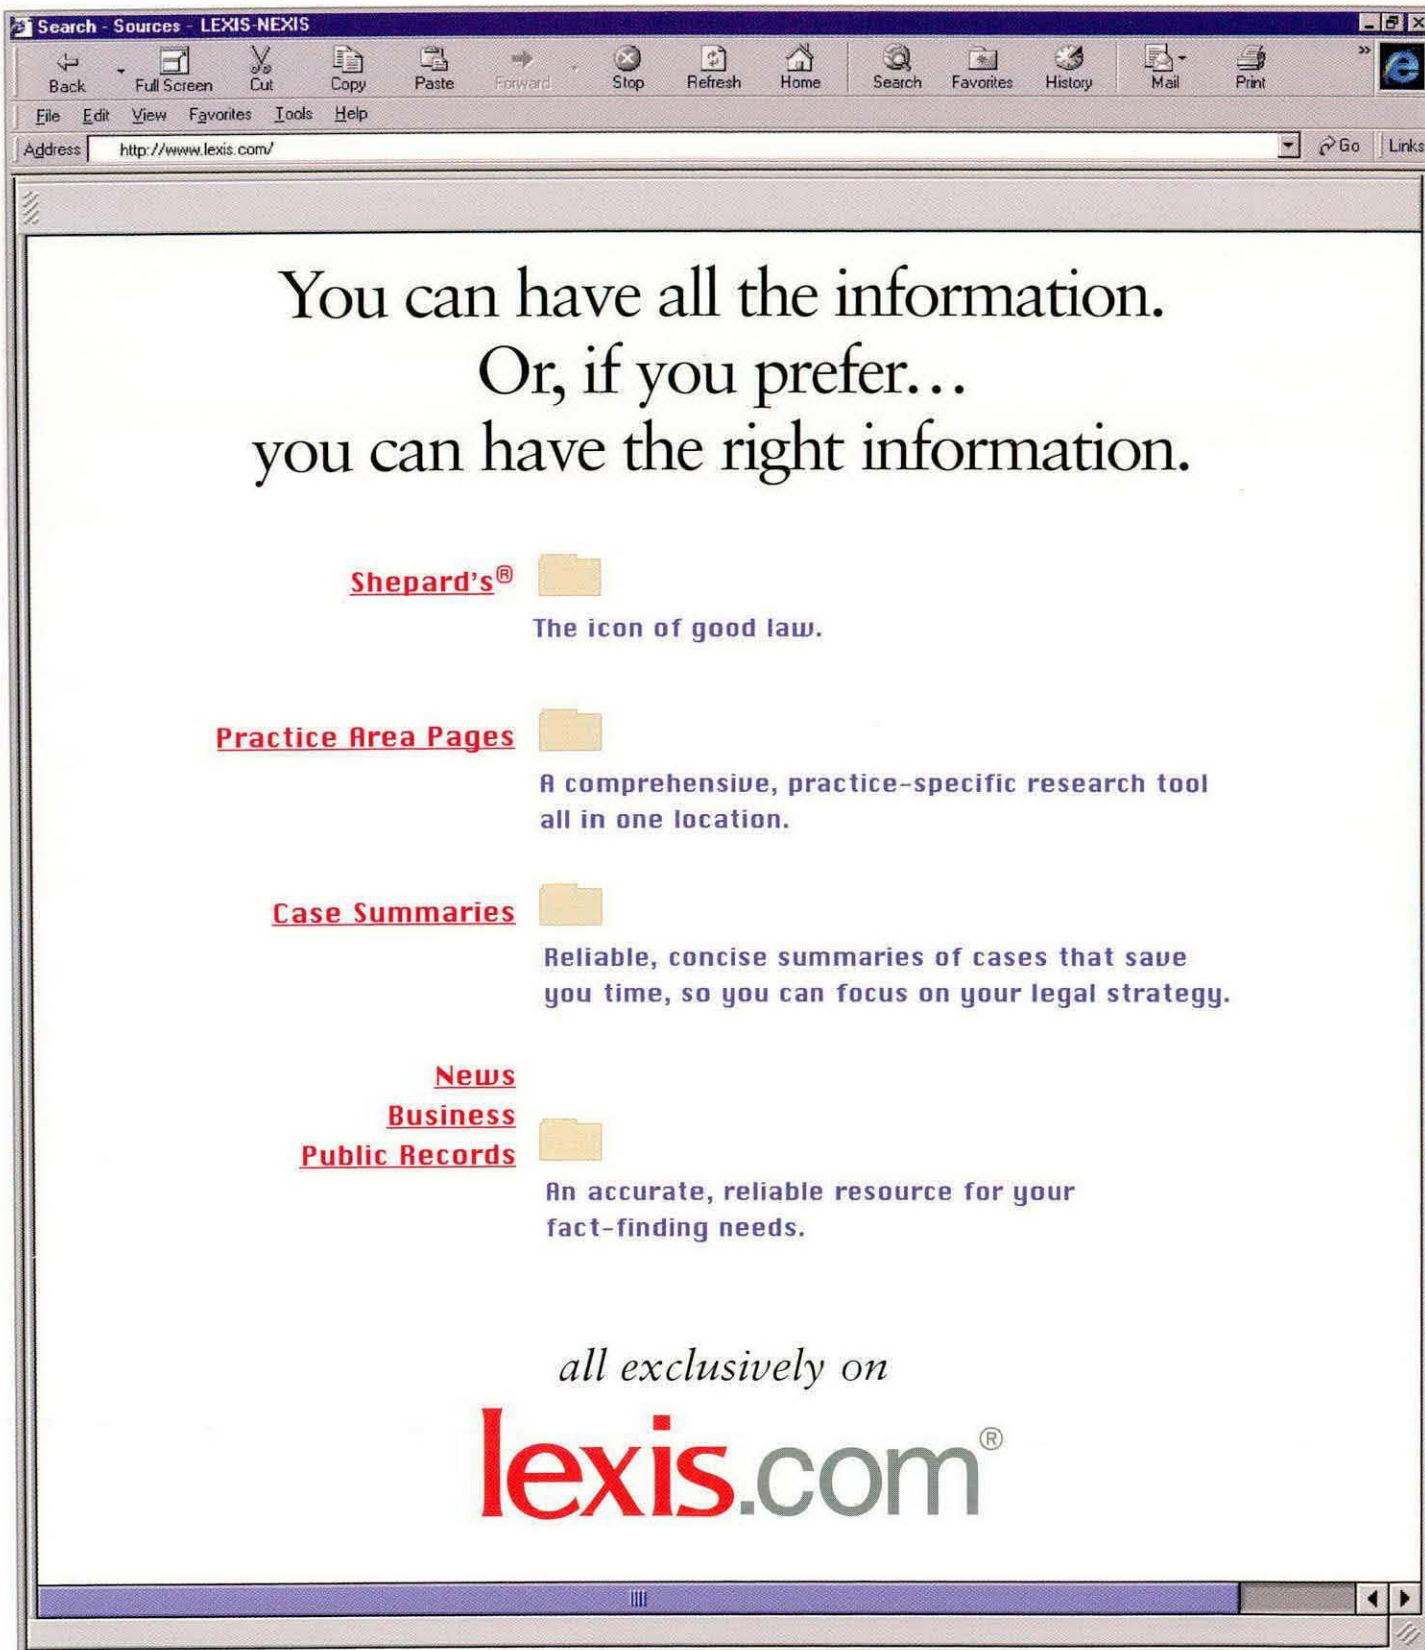 Search - Sources - LEXIS-NEXIS
Back Full Screen Cut Copy Paste Forward Stop Refresh Home Search Favorites History Mail Print »
File Edit View Favorites Tools Help
Address http://www.lexis.com/ Go Links
You can have all the information.
Or, if you prefer...
you can have the right information.
Shepard's®
The icon of good law.
Practice Area Pages
A comprehensive, practice-specific research tool
all in one location.
Case Summaries
Reliable, concise summaries of cases that save
you time, so you can focus on your legal strategy.
News
Business
Public Records
An accurate, reliable resource for your
fact-finding needs.
all exclusively on
lexis.com®